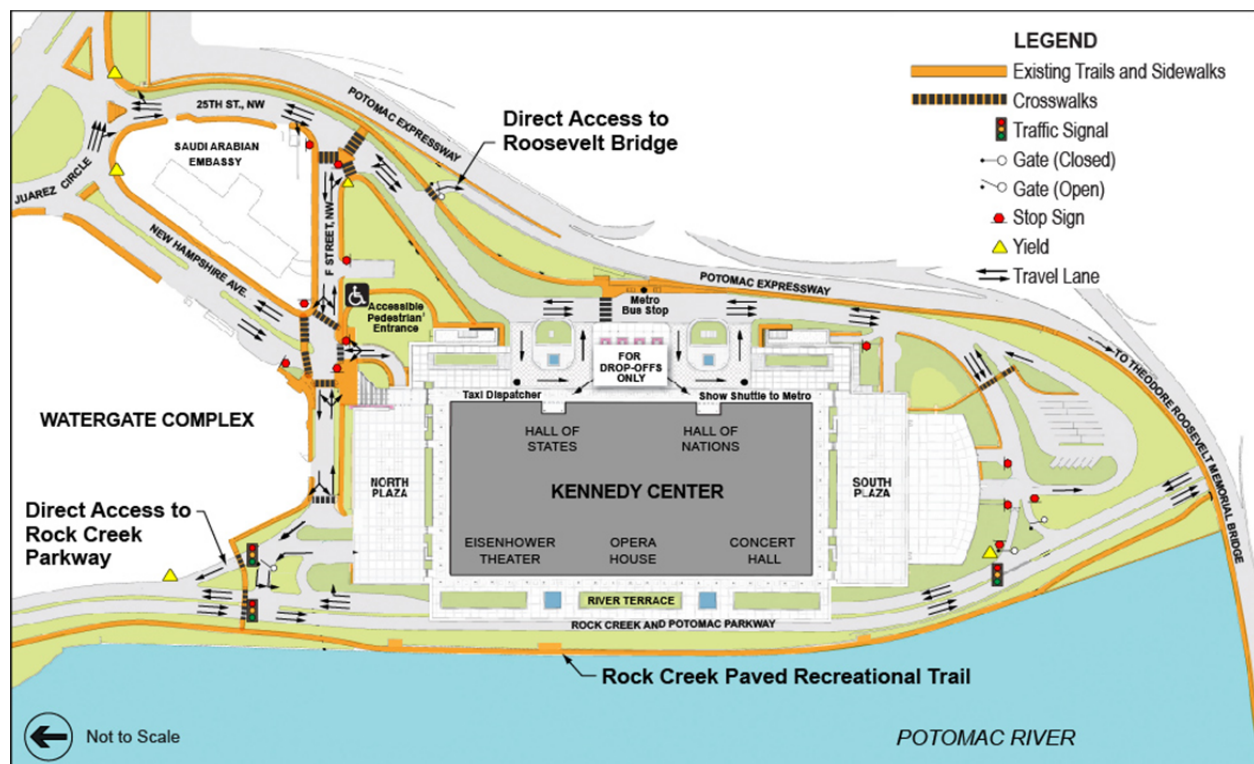 LEGEND
Existing Trails and Sidewalks
Crosswalks
Traffic Signal
Gate (Closed)
Gate (Open)
Stop Sign
Yield
Travel Lane
25TH ST., NW
POTOMAC EXPRESSWAY
Direct Access to
Roosevelt Bridge
SAUDI ARABIAN
EMBASSY
JUAREZ CIRCLE
NEW HAMPSHIRE AVE.
F STREET, NW
POTOMAC EXPRESSWAY
Accessible
Pedestrian'
Entrance
Metro
Bus Stop
FOR
DROP-OFFS
ONLY
TO THEODORE ROOSEVELT MEMORIAL BRIDGE
Taxi Dispatcher
Show Shuttle to Metro
WATERGATE COMPLEX
HALL OF
STATES
HALL OF
NATIONS
NORTH
PLAZA
KENNEDY CENTER
SOUTH
PLAZA
Direct Access to
Rock Creek
Parkway
EISENHOWER
THEATER
OPERA
HOUSE
CONCERT
HALL
RIVER TERRACE
ROCK CREEK AND POTOMAC PARKWAY
Rock Creek Paved Recreational Trail
Not to Scale
POTOMAC RIVER